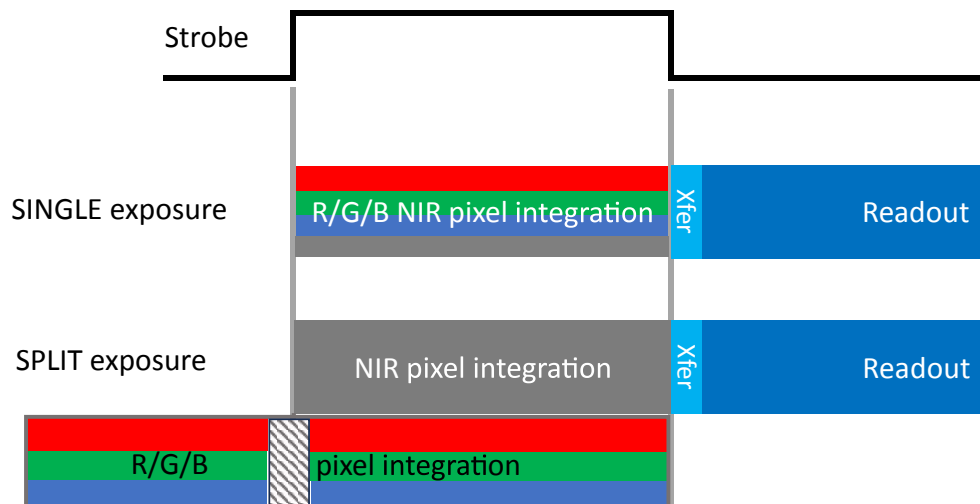 Strobe
SINGLE exposure
R/G/B NIR pixel integration
Xfer
Readout
SPLIT exposure
NIR pixel integration
Xfer
Readout
R/G/B pixel integration